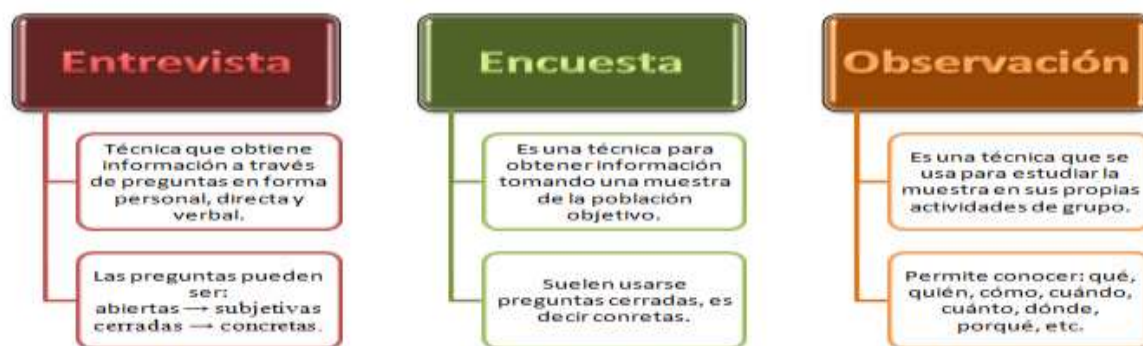 Entrevista
Técnica que obtiene
información a través
de preguntas en forma
personal, directa y
verbal.
Las preguntas pueden
ser:
abiertas → subjetivas
cerradas → concretas.
Encuesta
Es una técnica para
obtener información
tomando una muestra
de la población
objetivo.
Suelen usarse
preguntas cerradas, es
decir conretas.
Observación
Es una técnica que se
usa para estudiar la
muestra en sus propias
actividades de grupo.
Permite conocer: qué,
quién, cómo, cuándo,
cuánto, dónde,
porqué, etc.